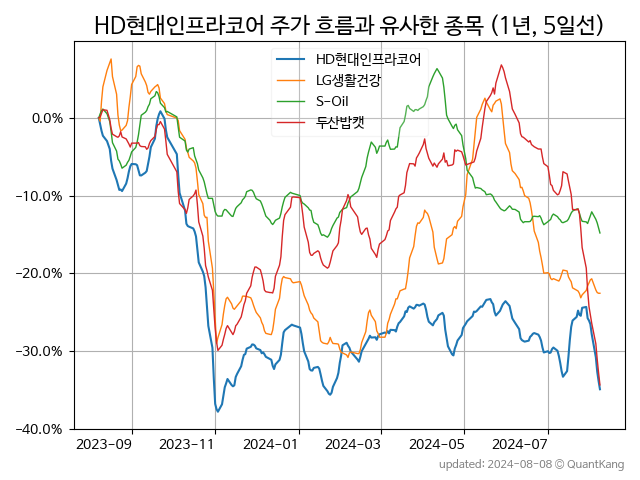 HD현대인프라코어 주가 흐름과 유사한 종목 (1년, 5일선)
HD현대인프라코어
LG생활건강
S-Oil
두산밥캣
0.0%
-10.0%
-20.0%
-30.0%
-40.0%
2023-09 2023-11 2024-01 2024-03 2024-05 2024-07
updated: 2024-08-08 © QuantKang